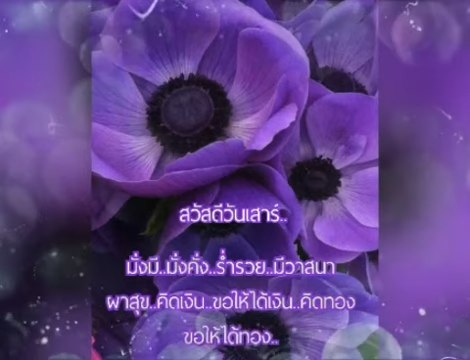 สวัสดีวันเสาร์..
มั่งมี..มั่งคั่ง..ร่ำรวย..มีวาสนา
ผาสุข..คิดเงิน..ขอให้ได้เงิน..คิดทอง
ขอให้ได้ทอง..